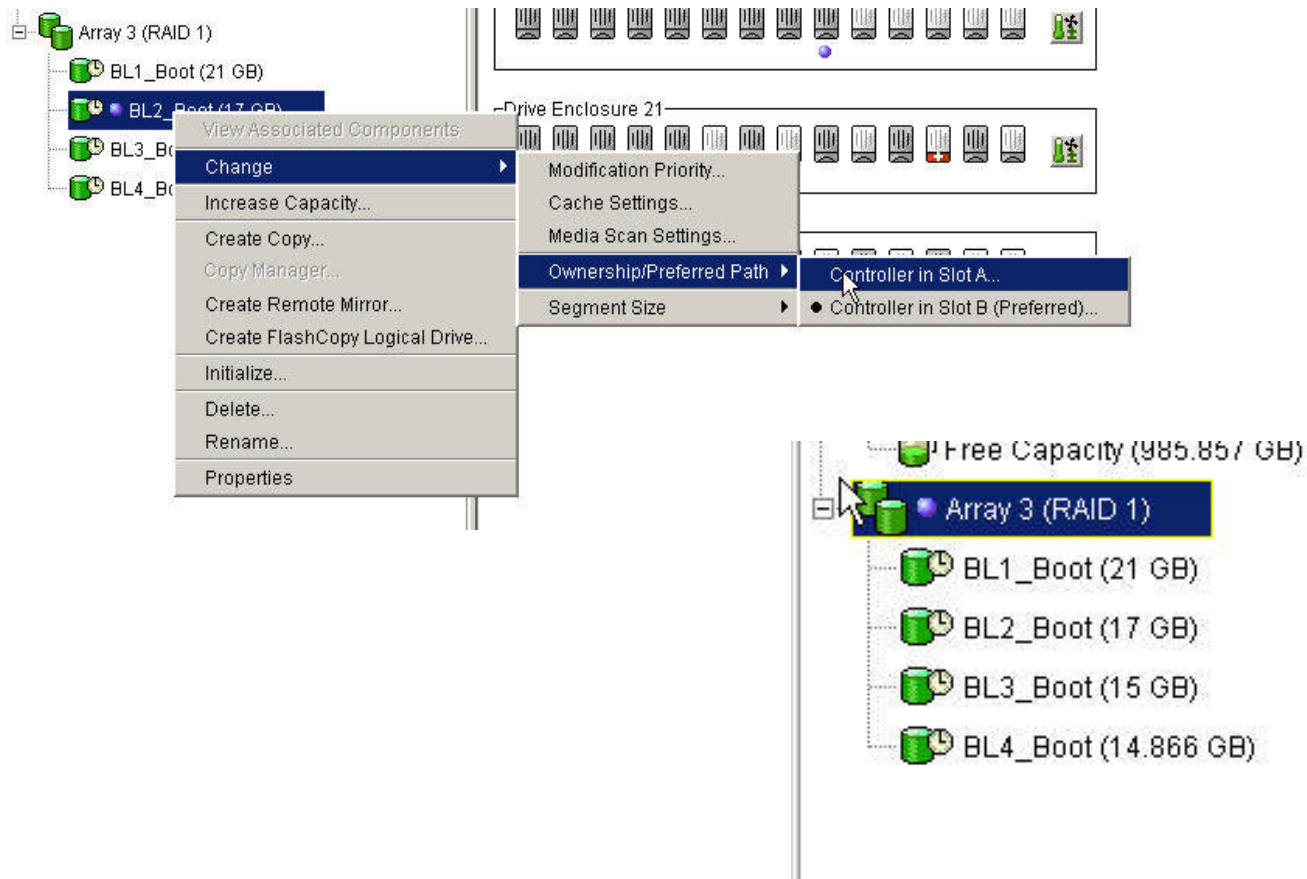 Array 3 (RAID 1)
BL1_Boot (21 GB)
BL2_Boot (17 GB)
BL3_B
BL4_B
Drive Enclosure 21
View Associated Components
Change
Increase Capacity...
Create Copy...
Copy Manager...
Create Remote Mirror...
Create FlashCopy Logical Drive...
Initialize...
Delete...
Rename...
Properties
Modification Priority...
Cache Settings...
Media Scan Settings...
Ownership/Preferred Path
Segment Size
Controller in Slot A...
Controller in Slot B (Preferred)...
Free Capacity (985.857 GB)
Array 3 (RAID 1)
BL1_Boot (21 GB)
BL2_Boot (17 GB)
BL3_Boot (15 GB)
BL4_Boot (14.866 GB)